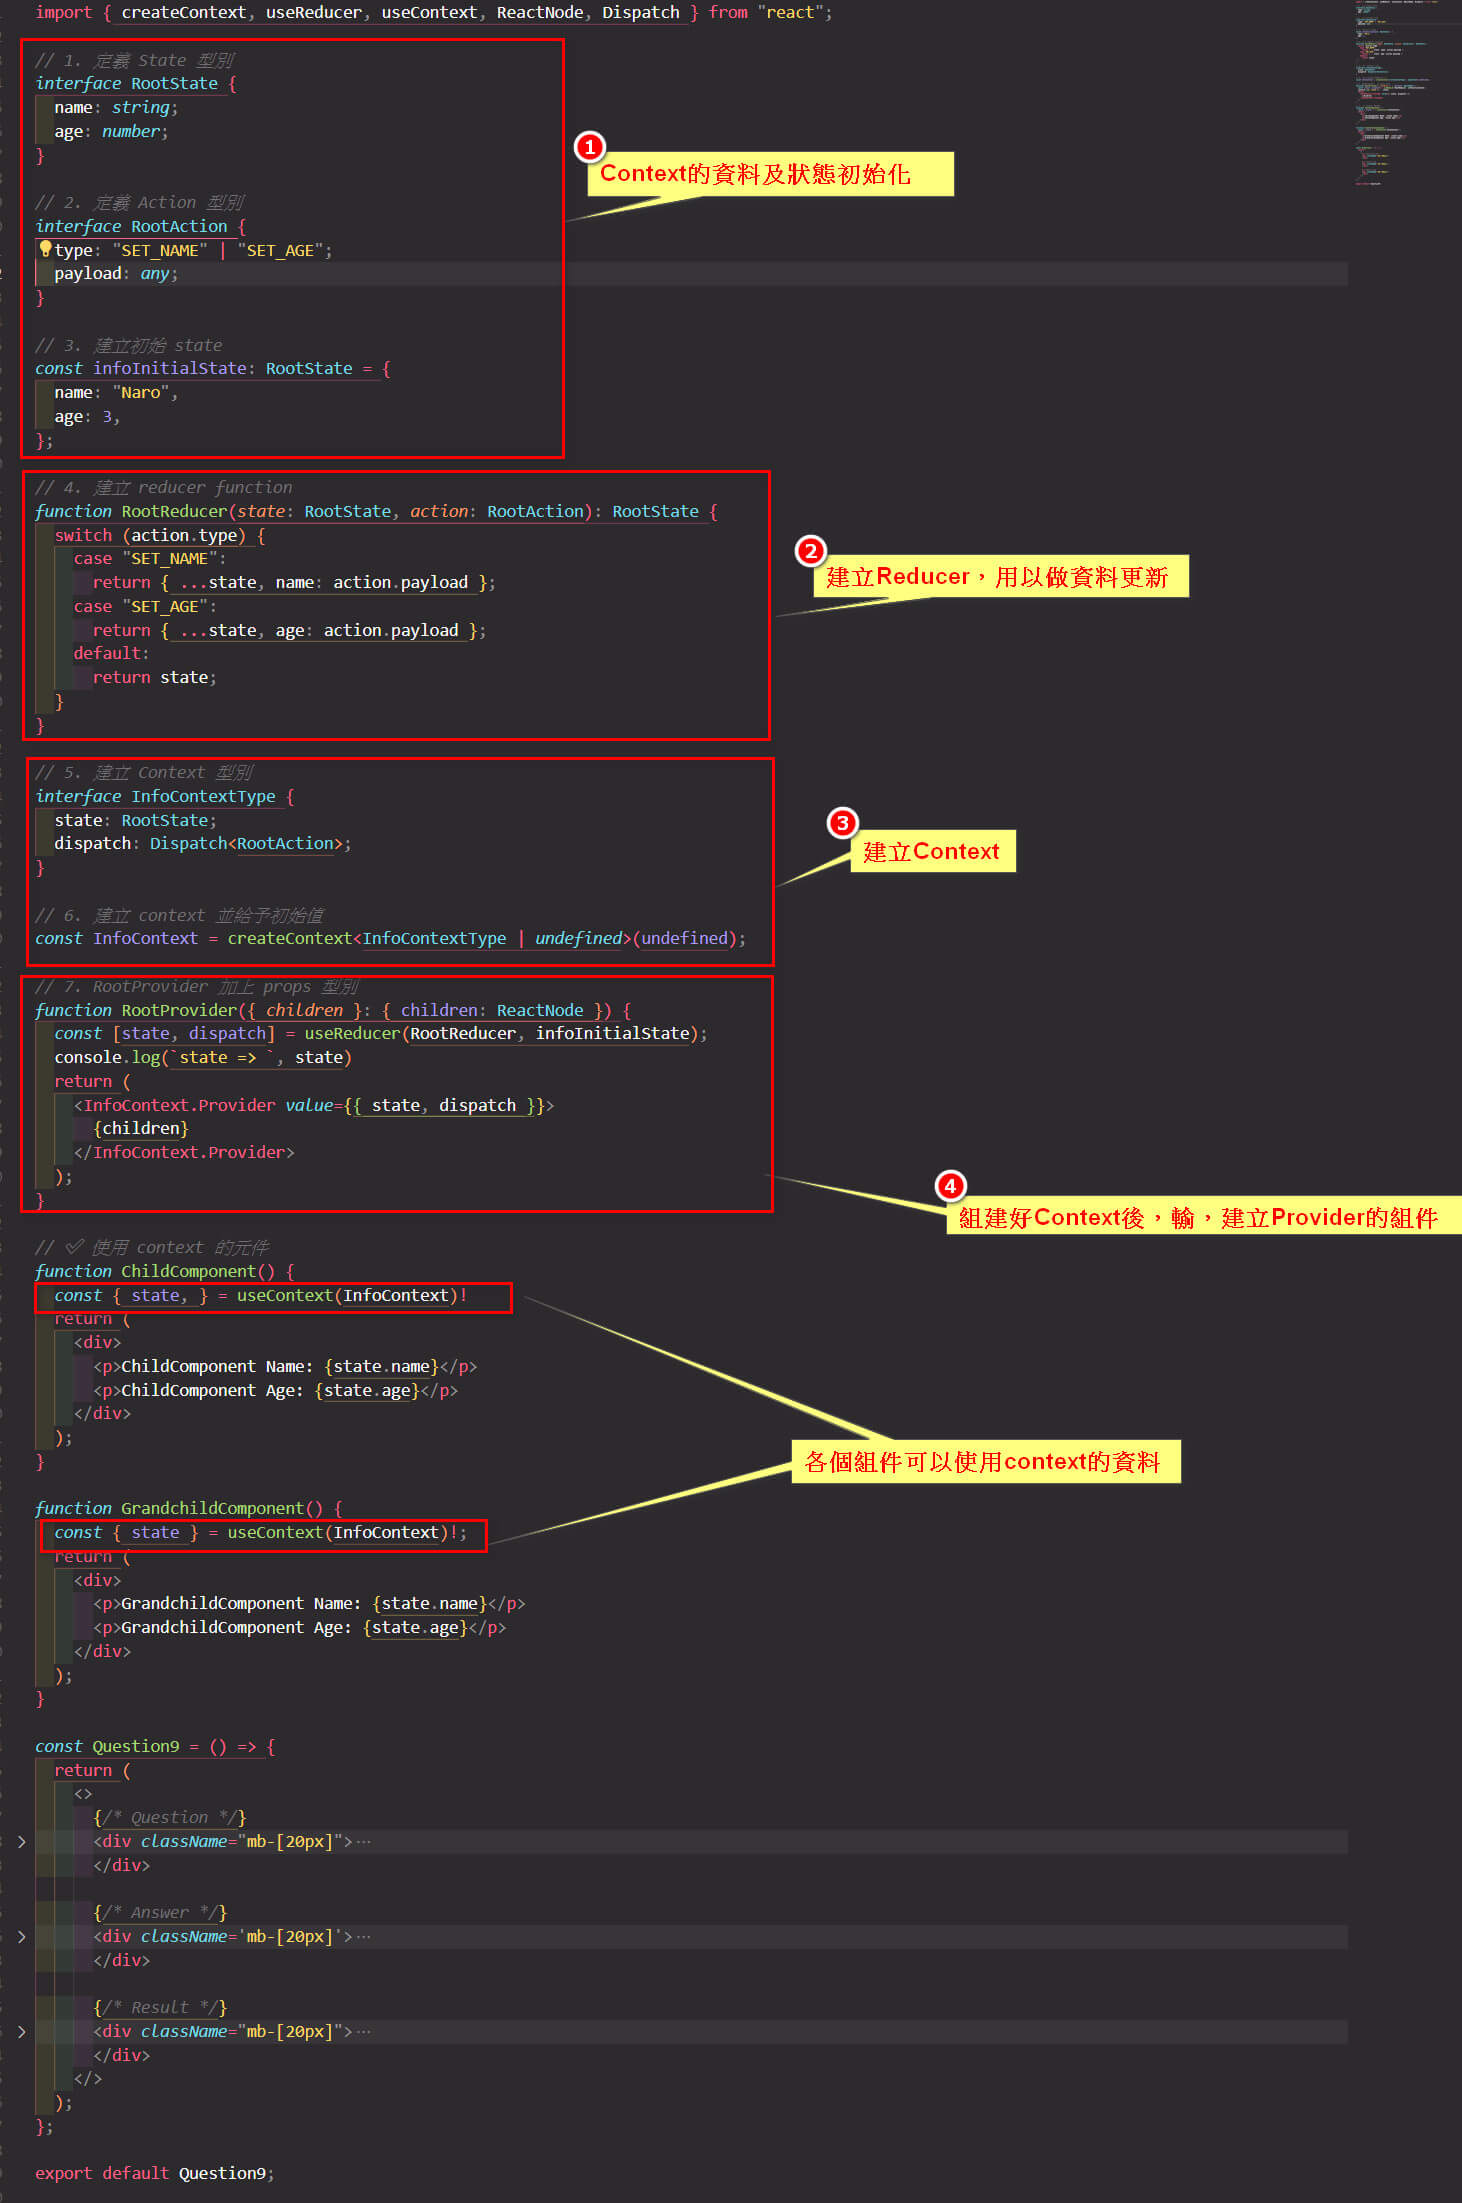 import { createContext, useReducer, useContext, ReactNode, Dispatch } from "react";
// 1. 定義 State 型別
interface RootState {
name: string;
age: number;
}
1
Context的資料及狀態初始化
// 2. 定義 Action 型別
interface RootAction {
type: "SET_NAME" | "SET_AGE";
payload: any;
}
// 3. 建立初始 state
const infoInitialState: RootState = {
name: "Naro",
age: 3,
};
// 4. 建立 reducer function
function RootReducer(state: RootState, action: RootAction): RootState {
switch (action.type) {
case "SET_NAME":
return { ...state, name: action.payload };
case "SET_AGE":
return { ...state, age: action.payload };
default:
return state;
}
}
2
建立Reducer，用以做資料更新
// 5. 建立 Context 型別
interface InfoContextType {
state: RootState;
dispatch: Dispatch<RootAction>;
}
3
建立Context
// 6. 建立 context 並給予初始值
const InfoContext = createContext<InfoContextType | undefined>(undefined);
// 7. RootProvider 加上 props 型別
function RootProvider({ children }: { children: ReactNode }) {
const [state, dispatch] = useReducer(RootReducer, infoInitialState);
console.log(`state => `, state)
return (
<InfoContext.Provider value={{ state, dispatch }}>
{children}
</InfoContext.Provider>
);
}
4
組建好Context後，輸，建立Provider的組件
// ✅ 使用 context 的元件
function ChildComponent() {
const { state, } = useContext(InfoContext)!
return (
<div>
<p>ChildComponent Name: {state.name}</p>
<p>ChildComponent Age: {state.age}</p>
</div>
);
}
各個組件可以使用context的資料
function GrandchildComponent() {
const { state } = useContext(InfoContext)!;
return (
<div>
<p>GrandchildComponent Name: {state.name}</p>
<p>GrandchildComponent Age: {state.age}</p>
</div>
);
}
const Question9 = () => {
return (
<>
{/* Question */}
<div className="mb-[20px]">···
</div>
{/* Answer */}
<div className='mb-[20px]'>···
</div>
{/* Result */}
<div className="mb-[20px]">···
</div>
</>
);
};
export default Question9;